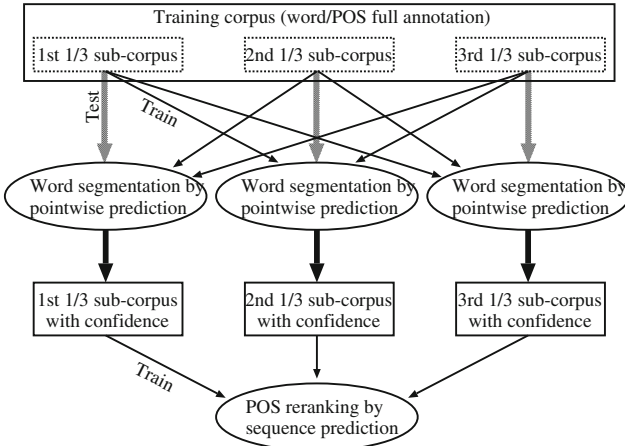 Training corpus (word/POS full annotation)
1st 1/3 sub-corpus
2nd 1/3 sub-corpus
3rd 1/3 sub-corpus
Test
Train
Word segmentation by
pointwise prediction
Word segmentation by
pointwise prediction
Word segmentation by
pointwise prediction
1st 1/3 sub-corpus
with confidence
2nd 1/3 sub-corpus
with confidence
3rd 1/3 sub-corpus
with confidence
Train
POS reranking by
sequence prediction